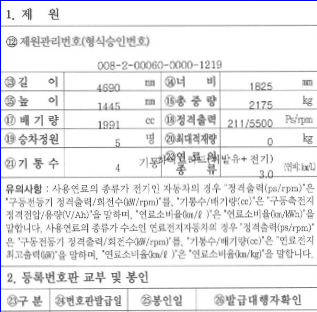 1. 제 원
⑫ 제원관리번호(형식승인번호)
008-2-00060-0000-1219
⑬길 이 4690 mm ⑭너 비 1825 mm
⑮높 이 1445 mm ⑯총 중 량 2175 kg
⑰배 기 량 1991 cc ⑱정격출력 211/5500 Ps/rpm
⑲승차정원 5 명 ⑳최대적재량 0 kg
㉑기 통 수 4 기통 ㉒연료의 종 류 (휘발유+ 전기) 3.0 (연비:km/L)
유의사항 : 사용연료의 종류가 전기인 자동차의 경우 "정격출력(ps/rpm)"은
"구동전동기 정격출력/회전수(kW/rpm)"를, "기통수/배기량(cc)"은 "구동축전지
정격전압/용량(V/Ah)"을 말하며, "연료소비율(km/ℓ)"은 "연료소비율(km/kWh)"을
말합니다. 사용연료의 종류가 수소인 연료전지자동차의 경우 "정격출력(ps/rpm)"
은 "구동전동기 정격출력/회전수(kW/rpm)"를, "기통수/배기량(cc)"은 "연료전지
최고출력(kW)"을 말하며, "연료소비율(km/ℓ)"은 "연료소비율(km/kg)"을 말합니다.
2. 등록번호판 교부 및 봉인
㉓구 분 ㉔번호판발급일 ㉕봉인일 ㉖발급대행자확인